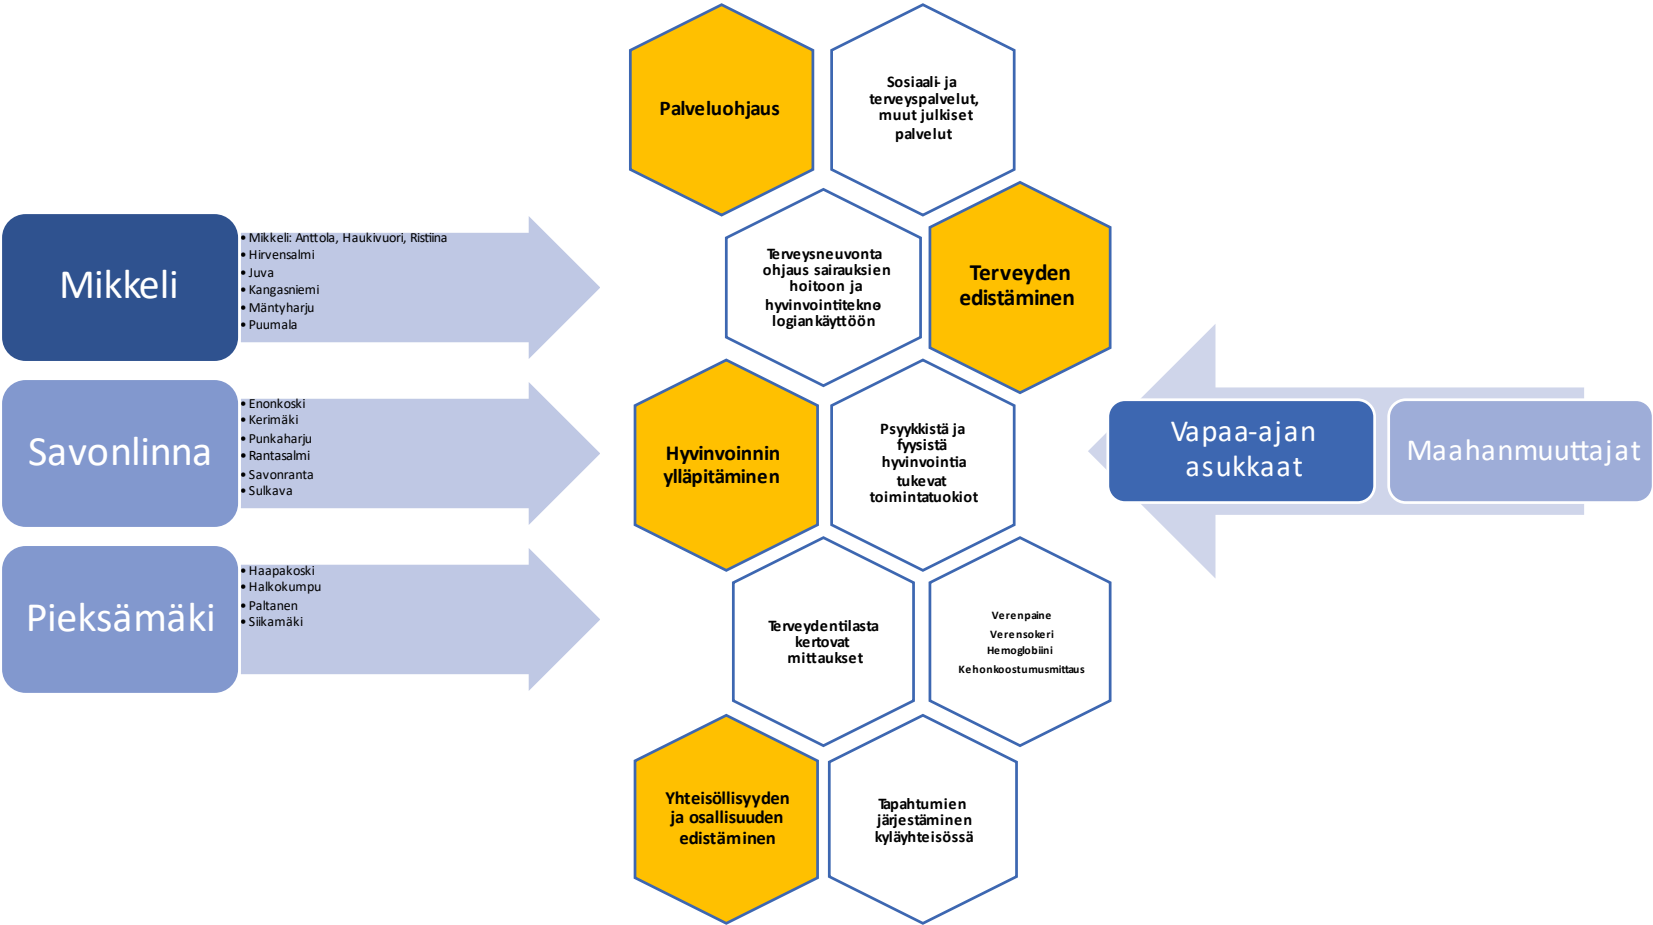 Mikkeli
• Mikkeli: Anttola, Haukivuori, Ristiina
• Hirvensalmi
• Juva
• Kangasniemi
• Mäntyharju
• Puumala
Savonlinna
• Enonkoski
• Kerimäki
• Punkaharju
• Rantasalmi
• Savonranta
• Sulkava
Pieksämäki
• Haapakoski
• Halkokumpu
• Paltanen
• Siikamäki
Palveluohjaus
Sosiaali- ja
terveyspalvelut,
muut julkiset
palvelut
Terveysneuvonta
ohjaus sairauksien
hoitoon ja
hyvinvointitekno-
logiankäyttöön
Terveyden
edistäminen
Hyvinvoinnin
ylläpitäminen
Psyykkistä ja
fyysistä
hyvinvointia
tukevat
toimintatuokiot
Terveydentilasta
kertovat
mittaukset
Verenpaine
Verensokeri
Hemoglobiini
Kehonkoostumusmittaus
Yhteisöllisyyden
ja osallisuuden
edistäminen
Tapahtumien
järjestäminen
kyläyhteisössä
Vapaa-ajan
asukkaat
Maahanmuuttajat